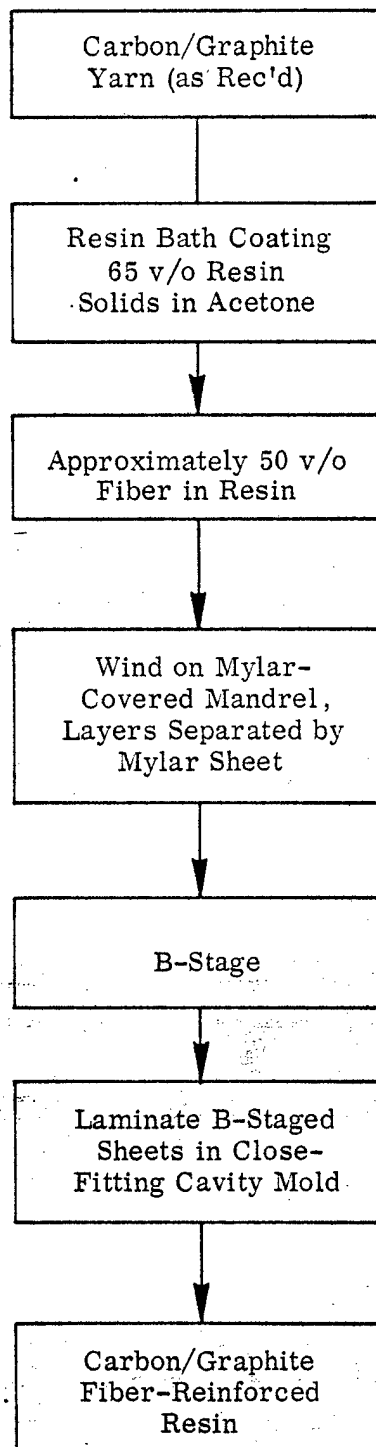 Carbon/Graphite
Yarn (as Rec'd)
Resin Bath Coating
65 v/o Resin
Solids in Acetone
Approximately 50 v/o
Fiber in Resin
Wind on Mylar-
Covered Mandrel,
Layers Separated by
Mylar Sheet
B-Stage
Laminate B-Staged
Sheets in Close-
Fitting Cavity Mold
Carbon/Graphite
Fiber-Reinforced
Resin